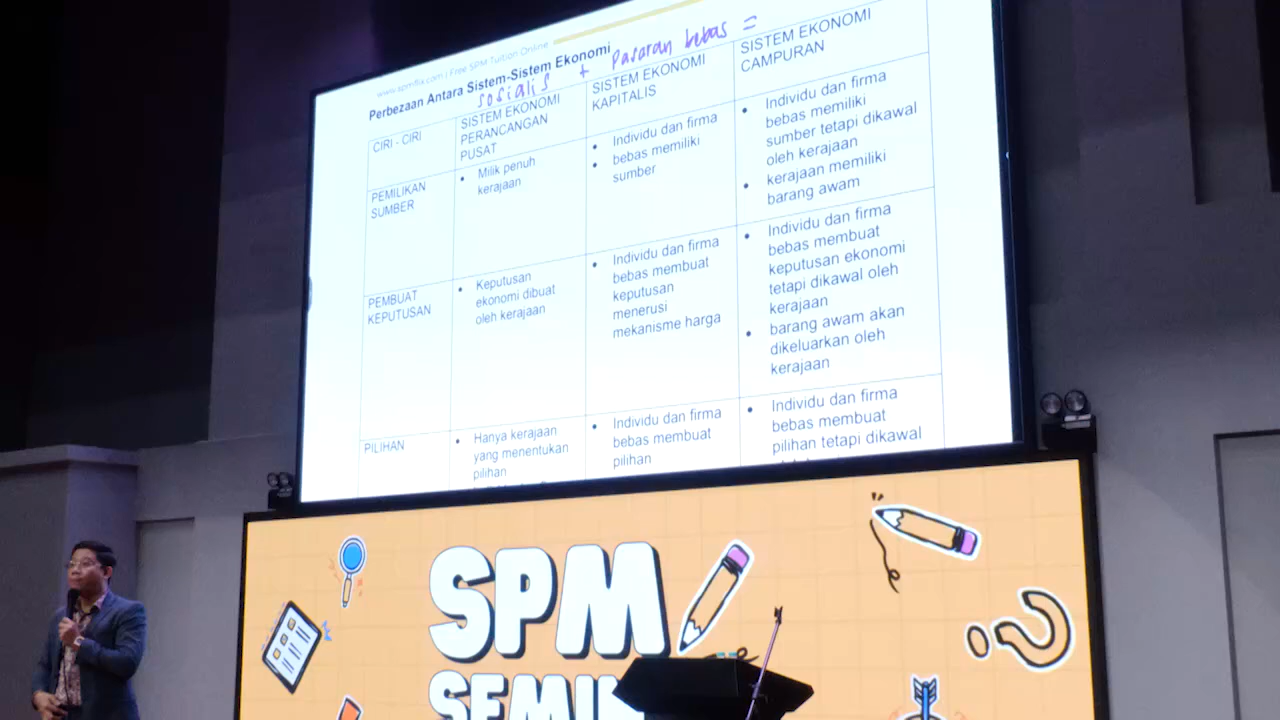 www.spmflix.com | Free SPM Tuition Online
Perbezaan Antara Sistem-Sistem Ekonomi
sosialis + Pasaran bebas =
CIRI - CIRI
SISTEM EKONOMI
PERANCANGAN
PUSAT
SISTEM EKONOMI
KAPITALIS
SISTEM EKONOMI
CAMPURAN
PEMILIKAN
SUMBER
• Milik penuh
kerajaan
• Individu dan firma
• bebas memiliki
sumber
• Individu dan firma
bebas memiliki
sumber tetapi dikawal
oleh kerajaan
• kerajaan memiliki
barang awam
PEMBUAT
KEPUTUSAN
• Keputusan
ekonomi dibuat
oleh kerajaan
• Individu dan firma
bebas membuat
keputusan
menerusi
mekanisme harga
• Individu dan firma
bebas membuat
keputusan ekonomi
tetapi dikawal oleh
kerajaan
• barang awam akan
dikeluarkan oleh
kerajaan
PILIHAN
• Hanya kerajaan
yang menentukan
pilihan
• Individu dan firma
bebas membuat
pilihan
• Individu dan firma
bebas membuat
pilihan tetapi dikawal
SPM